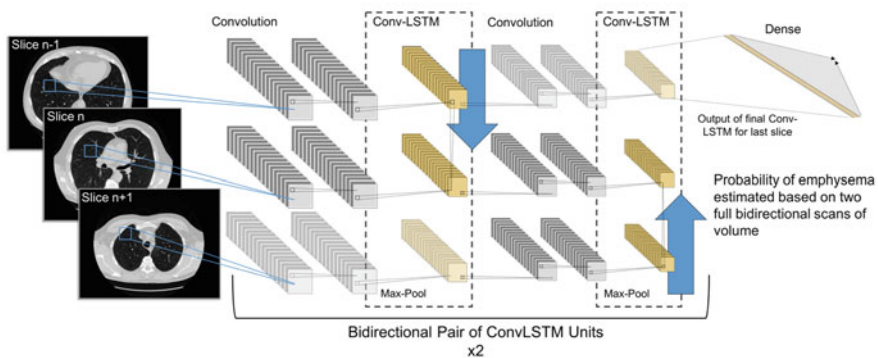 Convolution
Conv-LSTM
Convolution
Conv-LSTM
Dense
Slice n-1
Slice n
Slice n+1
Output of final Conv-
LSTM for last slice
Probability of emphysema
estimated based on two
full bidirectional scans of
volume
Max-Pool
Max-Pool
Bidirectional Pair of ConvLSTM Units
x2